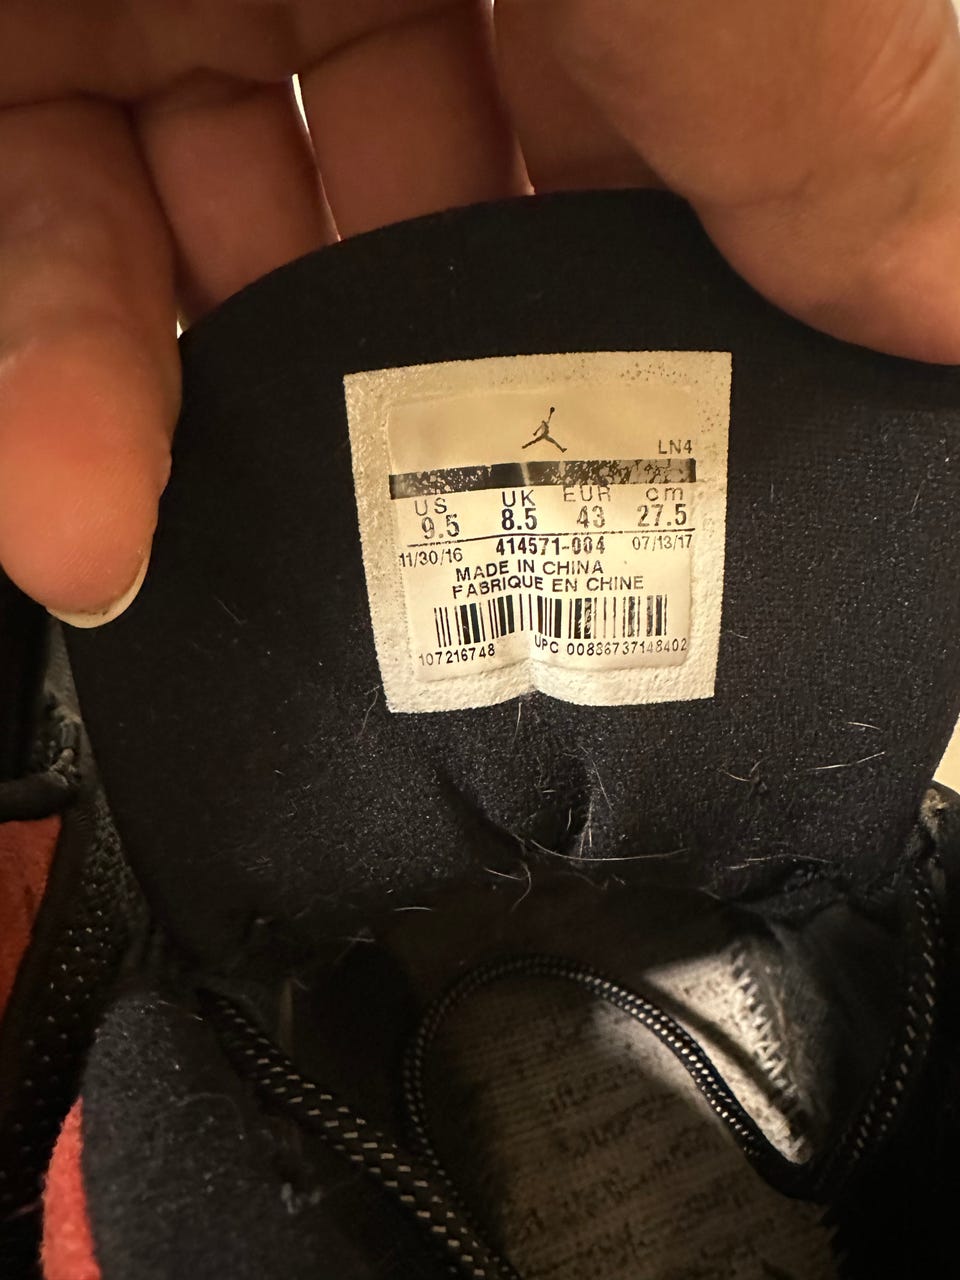 LN4
US UK EUR cm
9.5 8.5 43 27.5
11/30/16 414571-004 07/13/17
MADE IN CHINA
FABRIQUE EN CHINE
107216748 UPC 00886737148402